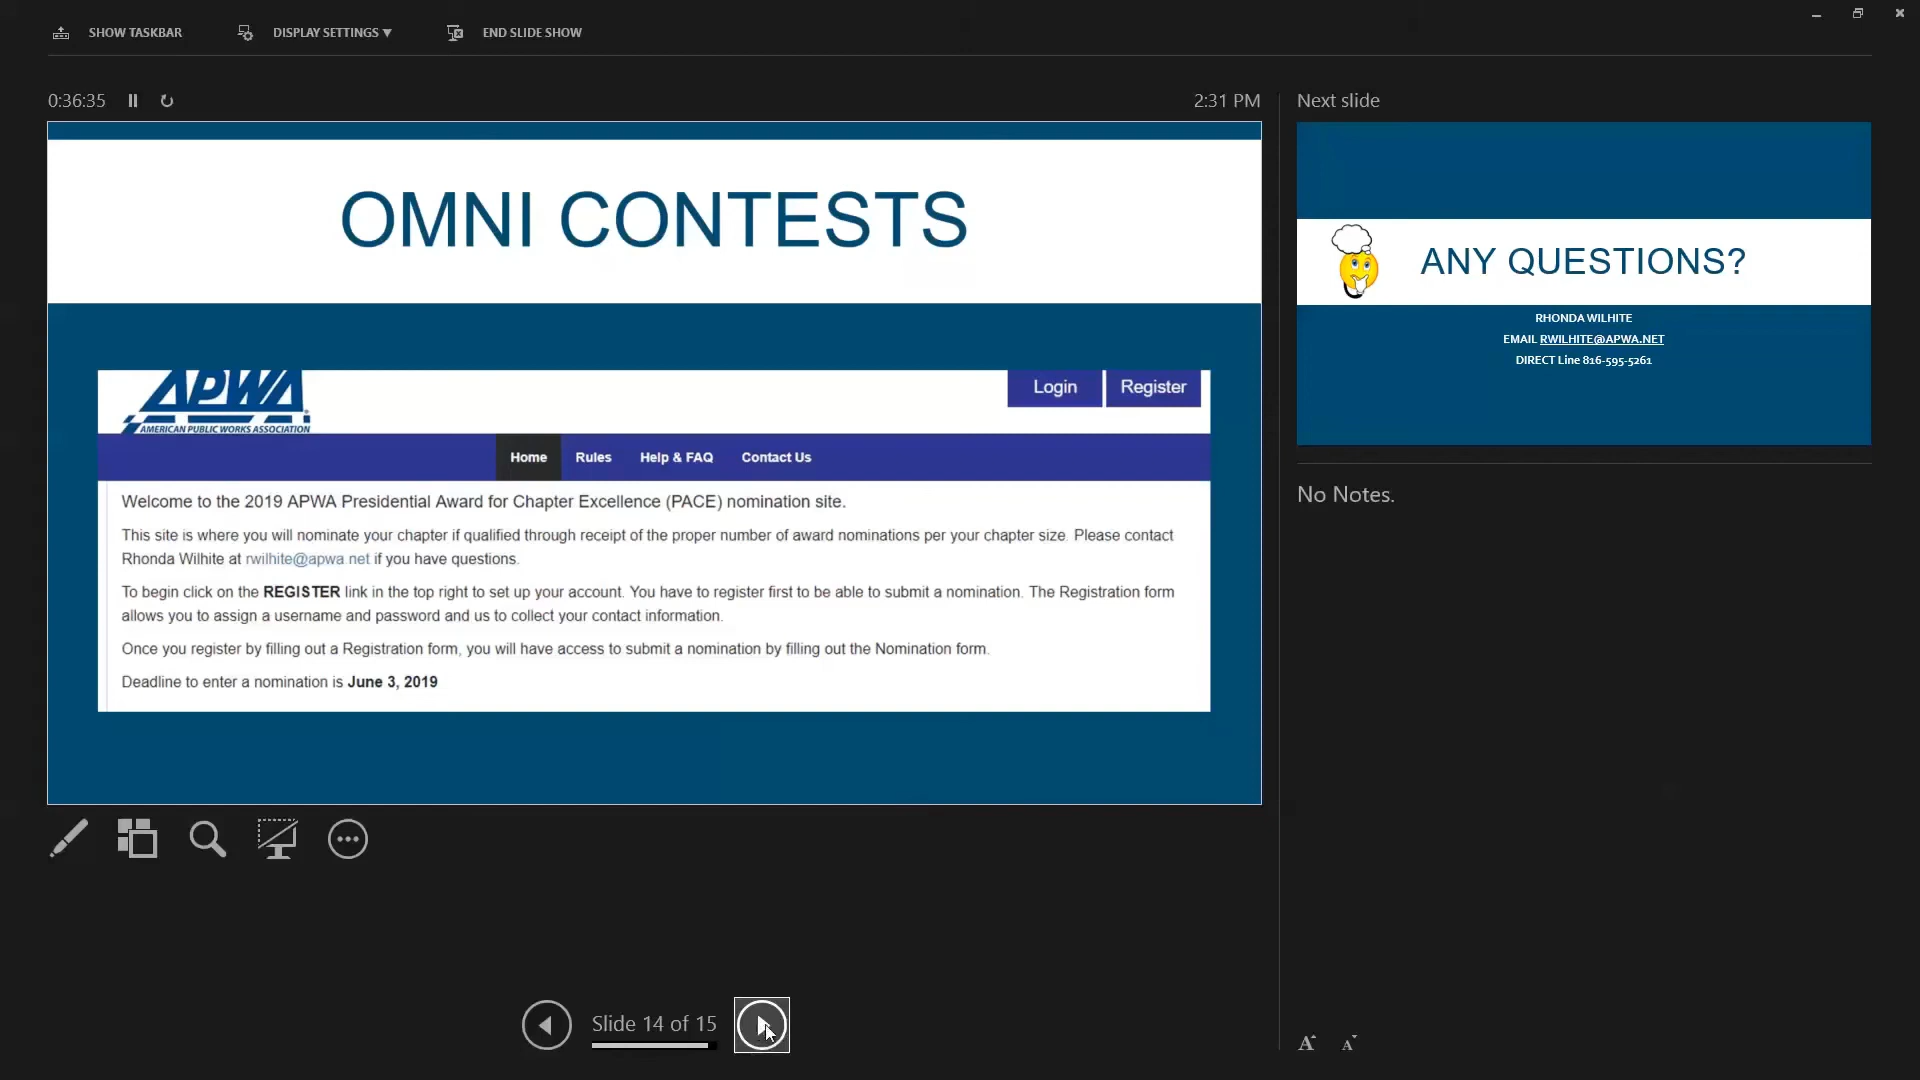 SHOW TASKBAR
DISPLAY SETTINGS ▼
END SLIDE SHOW
0:36:35
2:31 PM
Next slide
OMNI CONTESTS
APWA
AMERICAN PUBLIC WORKS ASSOCIATION
Login
Register
Home
Rules
Help & FAQ
Contact Us
Welcome to the 2019 APWA Presidential Award for Chapter Excellence (PACE) nomination site.
This site is where you will nominate your chapter if qualified through receipt of the proper number of award nominations per your chapter size. Please contact
Rhonda Wilhite at rwilhite@apwa.net if you have questions.
To begin click on the REGISTER link in the top right to set up your account. You have to register first to be able to submit a nomination. The Registration form
allows you to assign a username and password and us to collect your contact information.
Once you register by filling out a Registration form, you will have access to submit a nomination by filling out the Nomination form.
Deadline to enter a nomination is June 3, 2019
ANY QUESTIONS?
RHONDA WILHITE
EMAIL RWILHITE@APWA.NET
DIRECT Line 816-595-5261
No Notes.
Slide 14 of 15
A
A